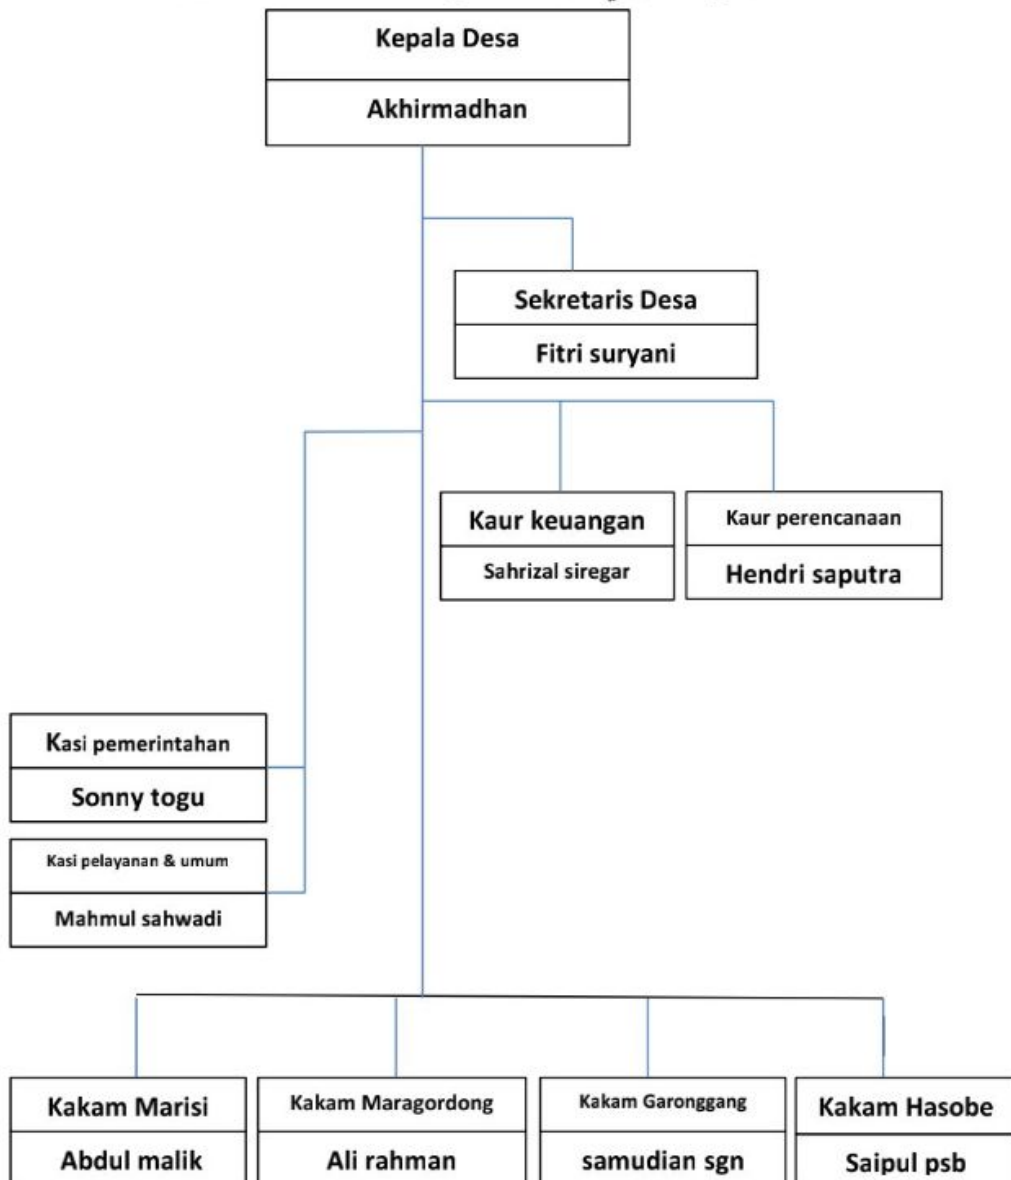 Kepala Desa
Akhirmadhan
Sekretaris Desa
Fitri suryani
Kaur keuangan
Sahrizal siregar
Kaur perencanaan
Hendri saputra
Kasi pemerintahan
Sonny togu
Kasi pelayanan & umum
Mahmul sahwadi
Kakam Marisi
Abdul malik
Kakam Maragordong
Ali rahman
Kakam Garonggang
samudian sgn
Kakam Hasobe
Saipul psb